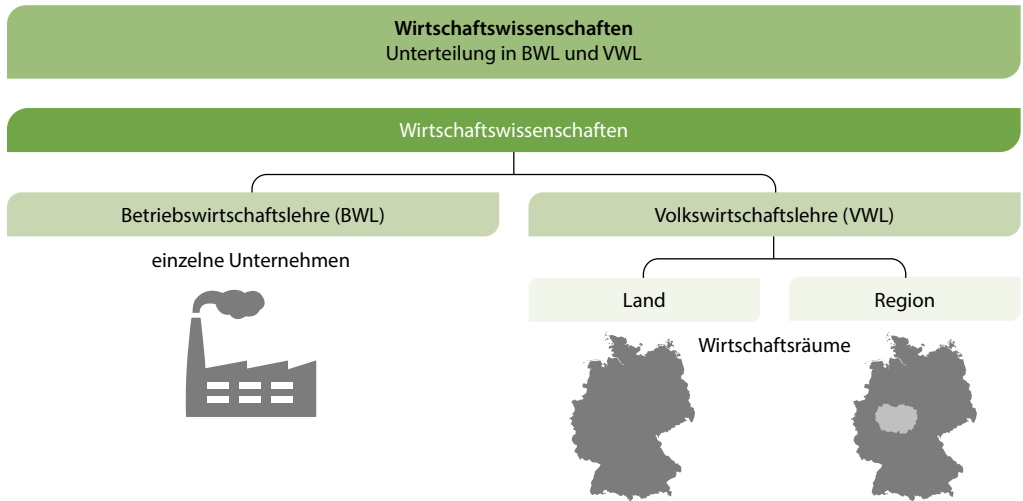 Wirtschaftswissenschaften
Unterteilung in BWL und VWL
Wirtschaftswissenschaften
Betriebswirtschaftslehre (BWL)
Volkswirtschaftslehre (VWL)
einzelne Unternehmen
Land
Region
Wirtschaftsräume